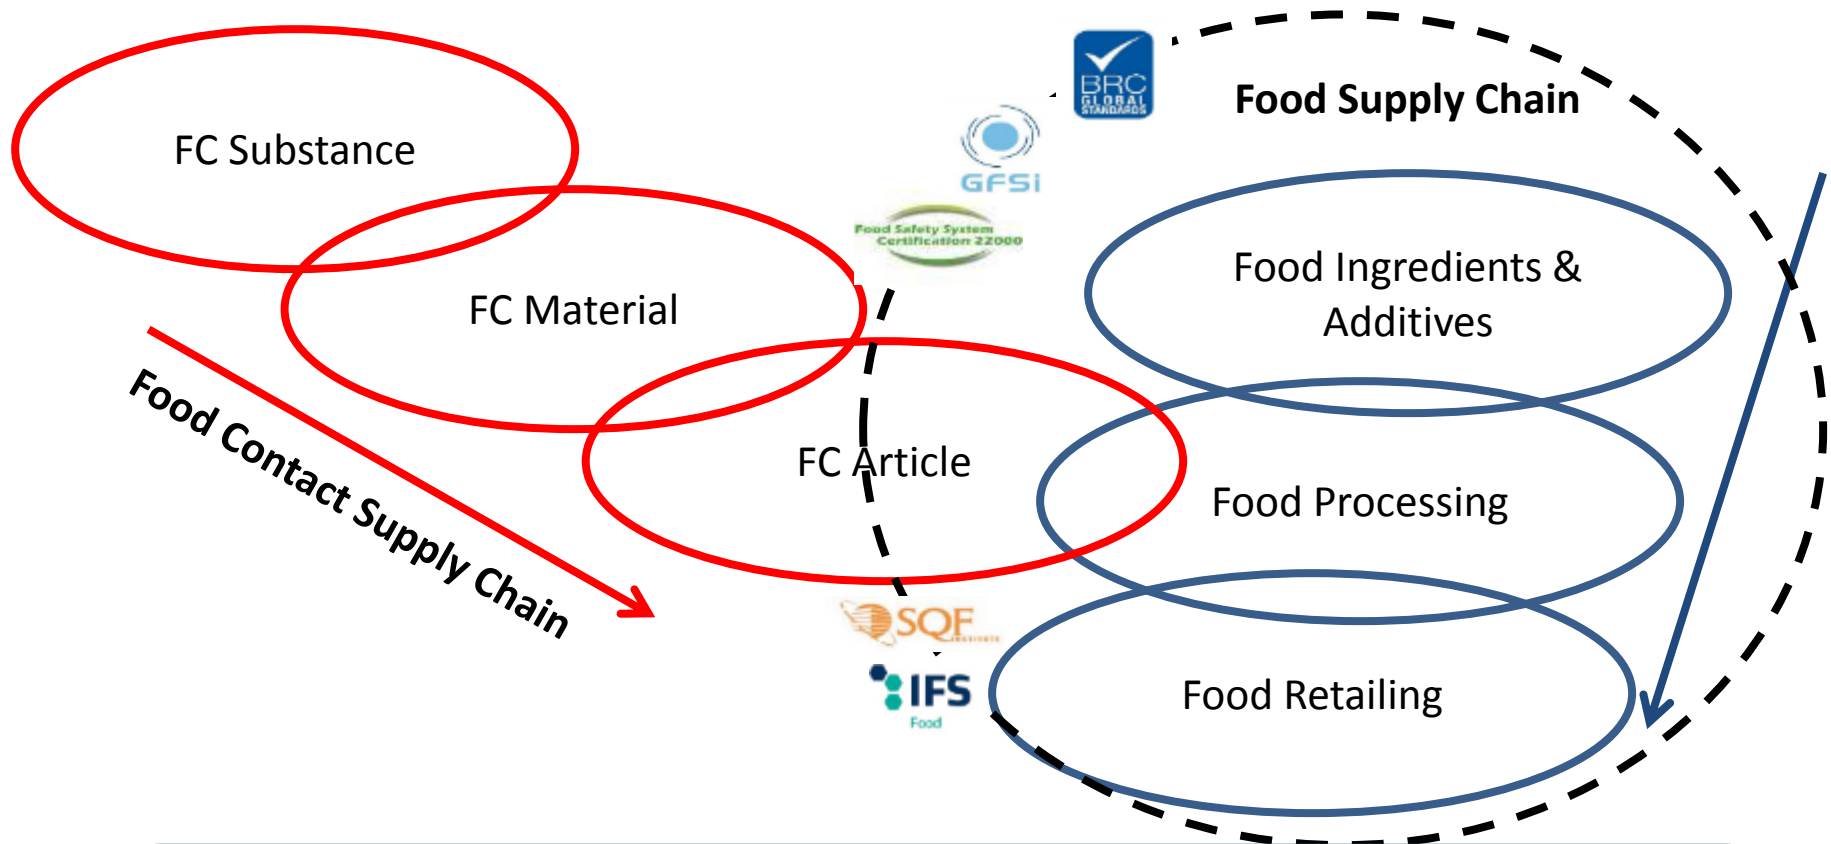 BRC
GLOBAL
STANDARDS
Food Supply Chain
FC Substance
GFSi
Food Safety System
Certification 22000
Food Ingredients &
Additives
FC Material
Food Contact Supply Chain
FC Article
Food Processing
SQF
INSTITUTE
IFS
Food
Food Retailing